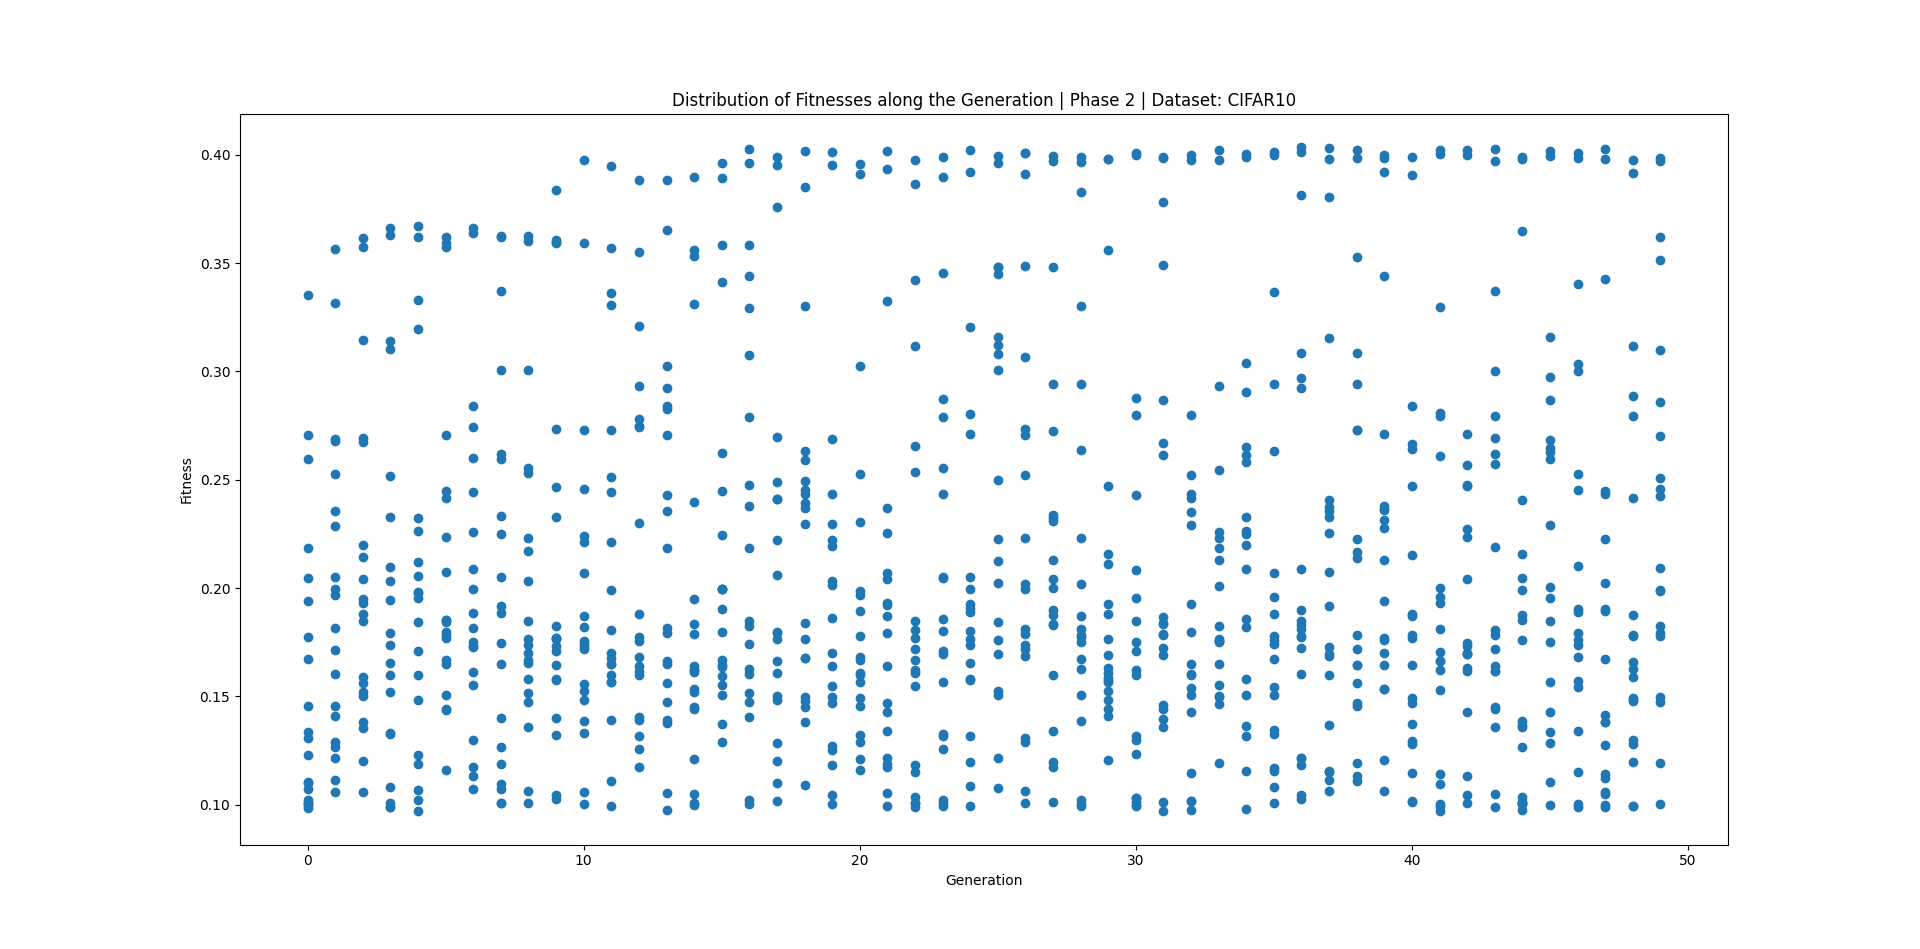 Distribution of Fitnesses along the Generation | Phase 2 | Dataset: CIFAR10
0.40
0.35
0.30
0.25
0.20
0.15
0.10
Fitness
0 10 20 30 40 50
Generation